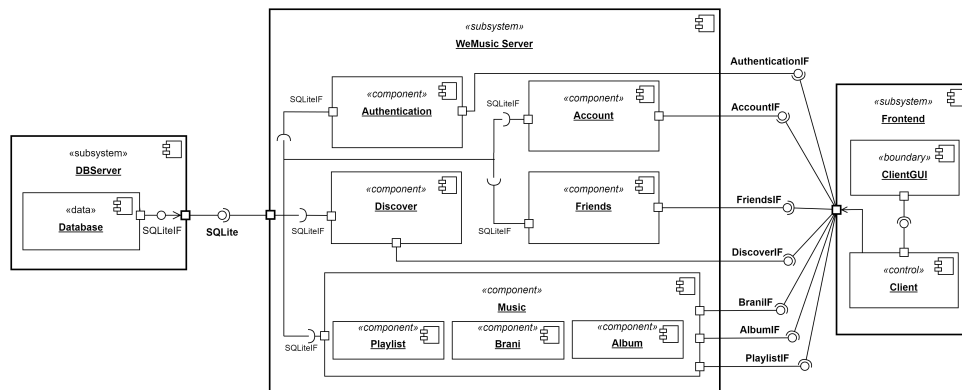 «subsystem»
WeMusic Server
AuthenticationIF
SQLiteIF
«component»
Authentication
SQLiteIF
«component»
Account
AccountIF
«subsystem»
Frontend
«boundary»
ClientGUI
«subsystem»
DBServer
«data»
Database
SQLiteIF
SQLite
SQLiteIF
«component»
Discover
SQLiteIF
«component»
Friends
FriendsIF
DiscoverIF
«control»
Client
«component»
Music
SQLiteIF
«component»
Playlist
«component»
Brani
«component»
Album
BraniIF
AlbumIF
PlaylistIF